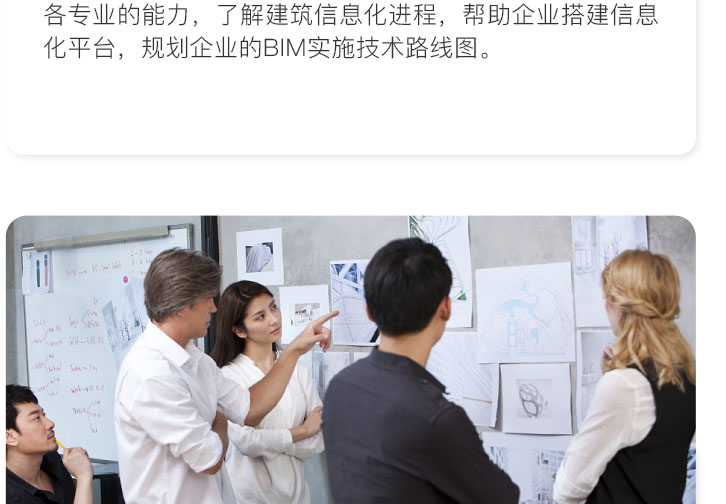 各专业的能力，了解建筑信息化进程，帮助企业搭建信息
化平台，规划企业的BIM实施技术路线图。